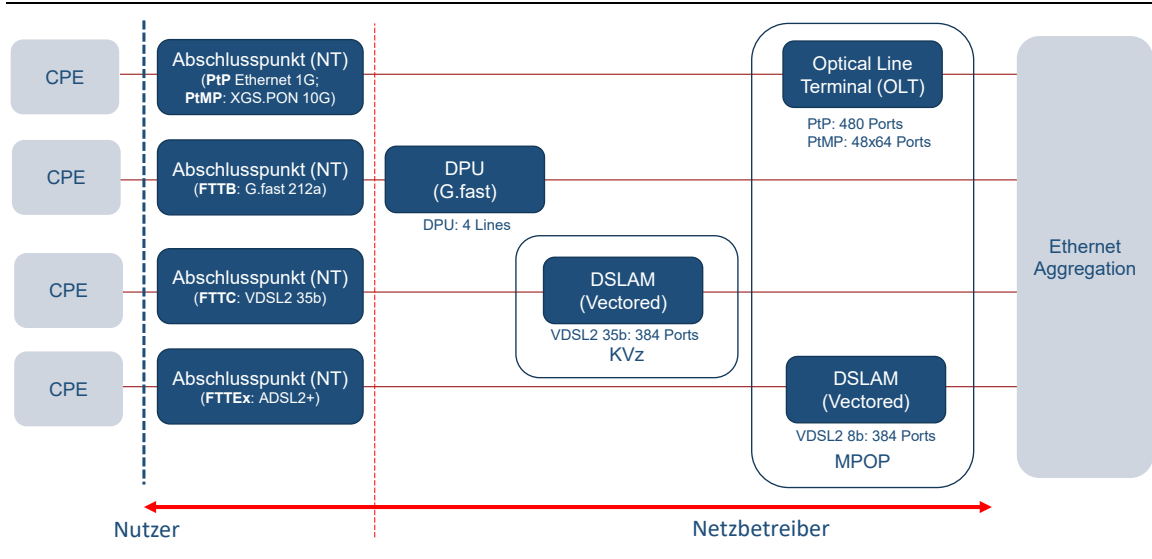 CPE
Abschlusspunkt (NT)
(PtP Ethernet 1G;
PtMP: XGS.PON 10G)
Optical Line
Terminal (OLT)
PtP: 480 Ports
PtMP: 48x64 Ports
CPE
Abschlusspunkt (NT)
(FTTB: G.fast 212a)
DPU
(G.fast)
DPU: 4 Lines
CPE
Abschlusspunkt (NT)
(FTTC: VDSL2 35b)
DSLAM
(Vectored)
VDSL2 35b: 384 Ports
KVz
Ethernet
Aggregation
CPE
Abschlusspunkt (NT)
(FTTEx: ADSL2+)
DSLAM
(Vectored)
VDSL2 8b: 384 Ports
MPOP
Nutzer
Netzbetreiber